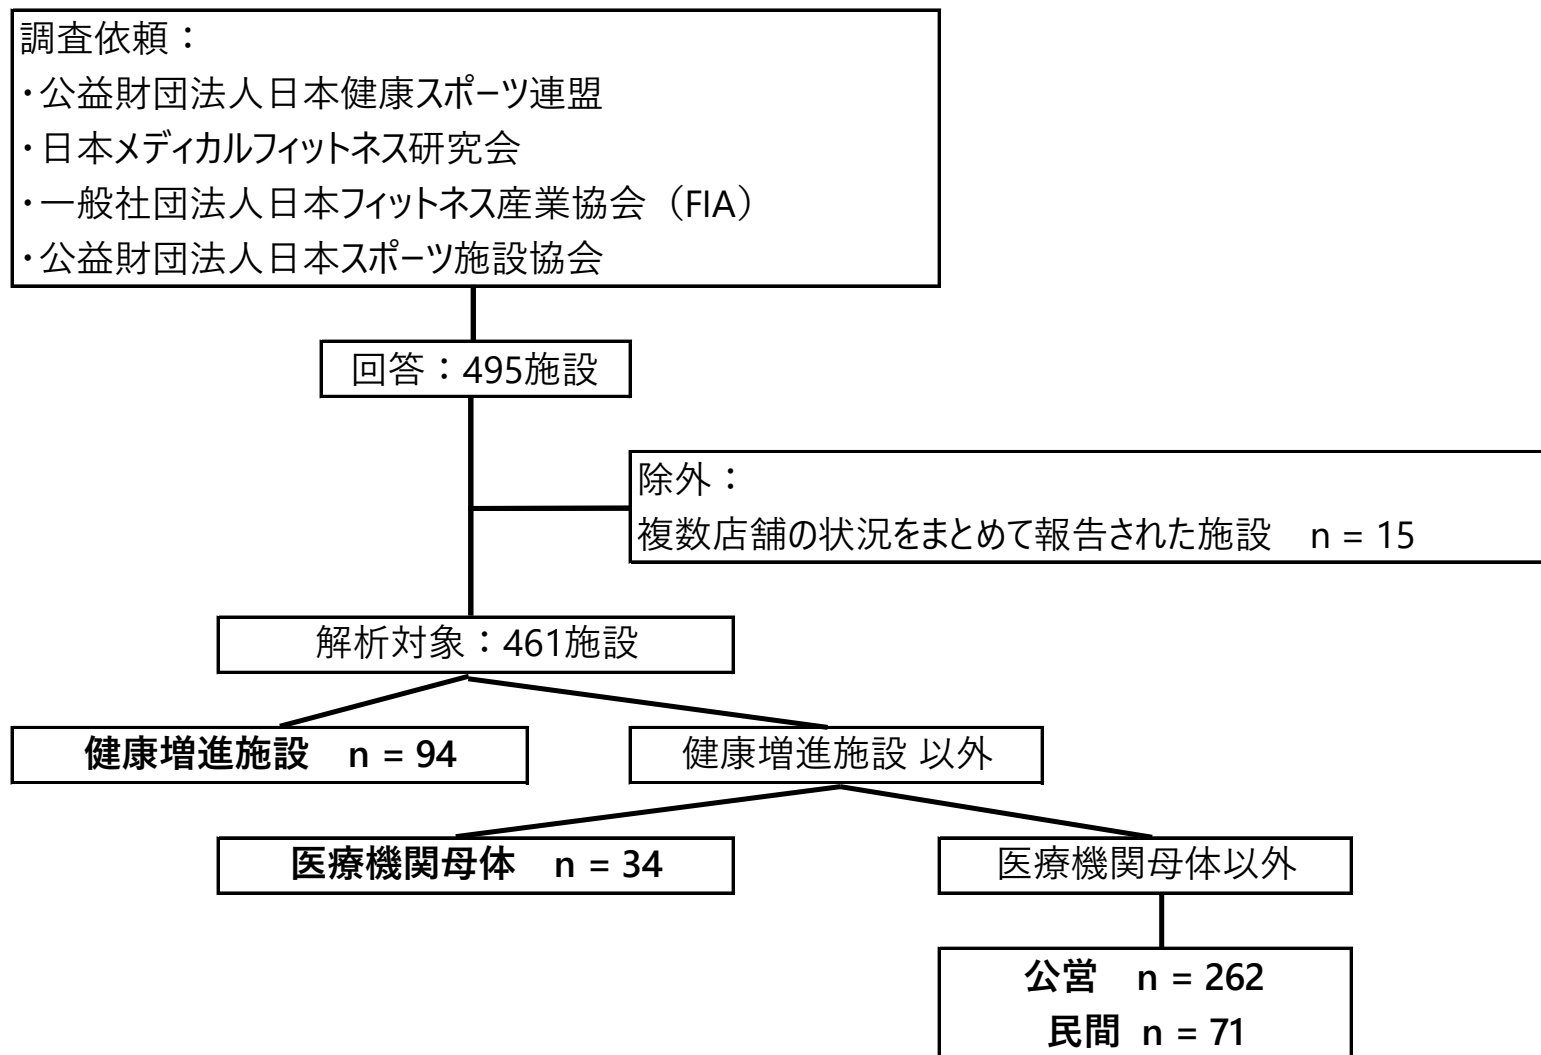 調査依頼：
・公益財団法人日本健康スポーツ連盟
・日本メディカルフィットネス研究会
・一般社団法人日本フィットネス産業協会（FIA）
・公益財団法人日本スポーツ施設協会
回答：495施設
除外：
複数店舗の状況をまとめて報告された施設　n = 15
解析対象：461施設
健康増進施設　n = 94
健康増進施設 以外
医療機関母体　n = 34
医療機関母体以外
公営　n = 262
民間 n = 71